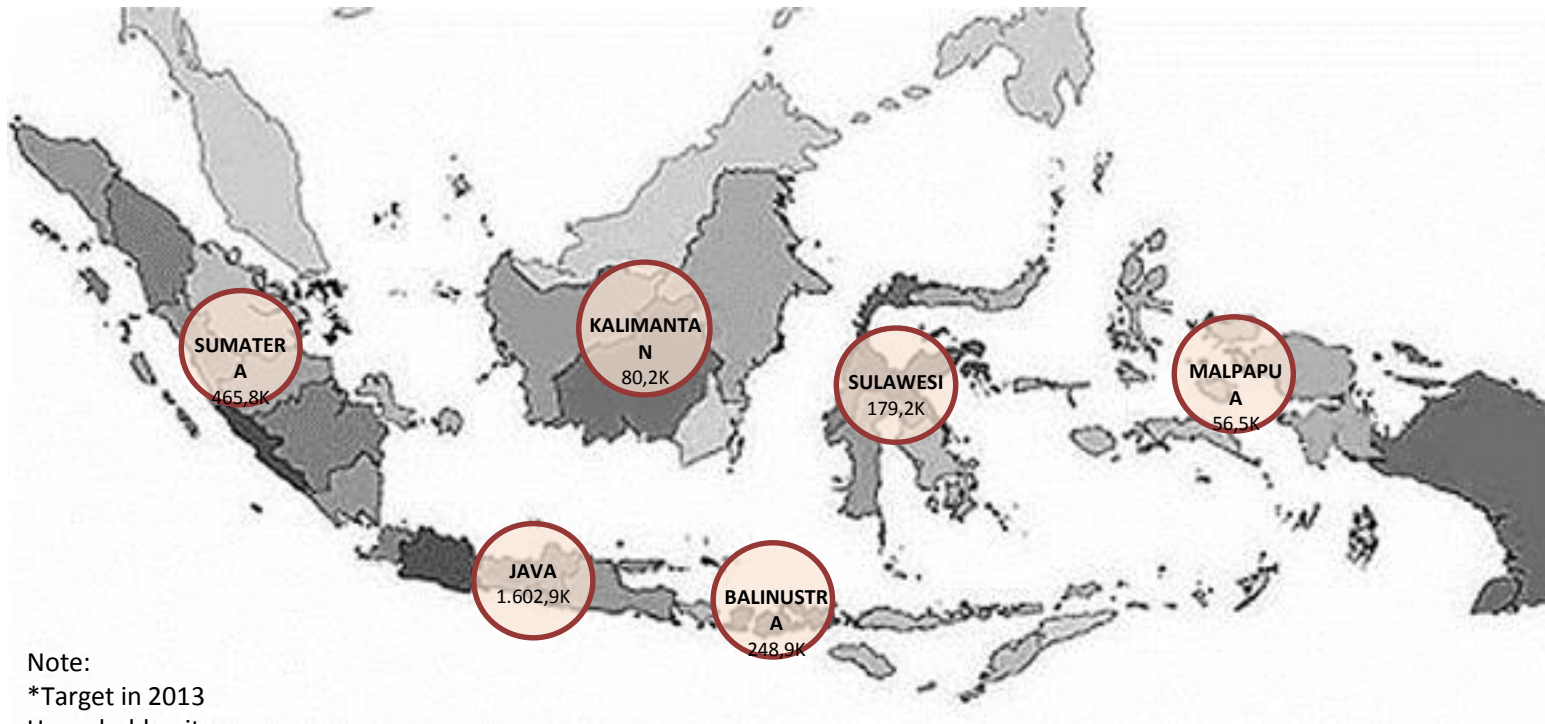 KALIMANTA
N
80,2K
SUMATER
A
465,8K
SULAWESI
179,2K
MALPAPU
A
56,5K
JAVA
1.602,9K
BALINUSTR
A
248,9K
Note:
*Target in 2013